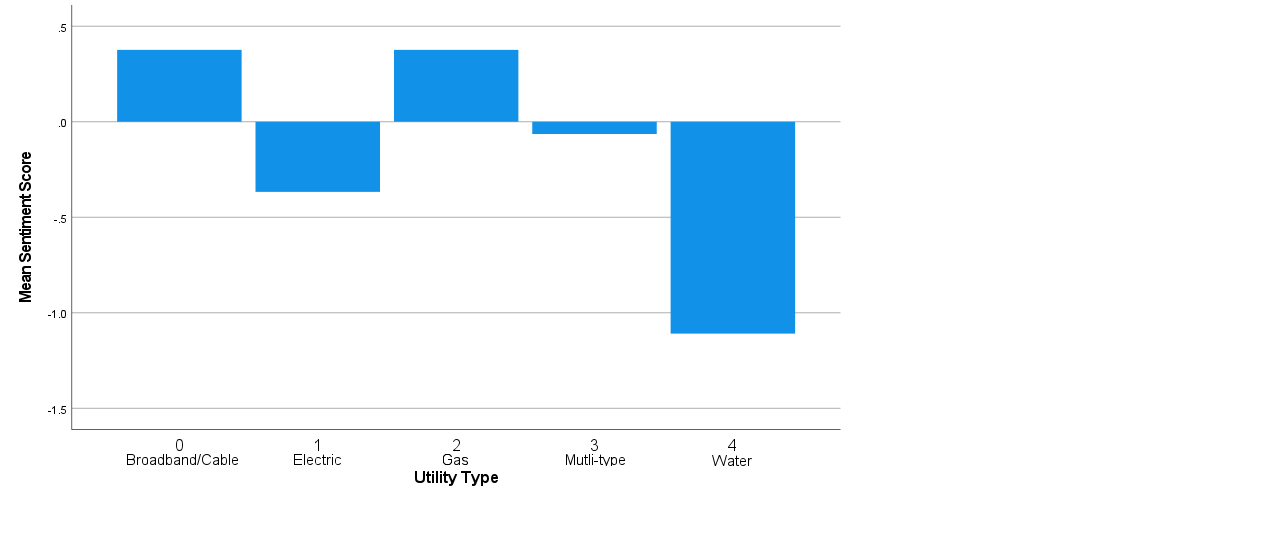 .5
.0
-.5
-1.0
-1.5
Mean Sentiment Score
0 1 2 3 4
Broadband/Cable Electric Gas Mutli-type Water
Utility Type